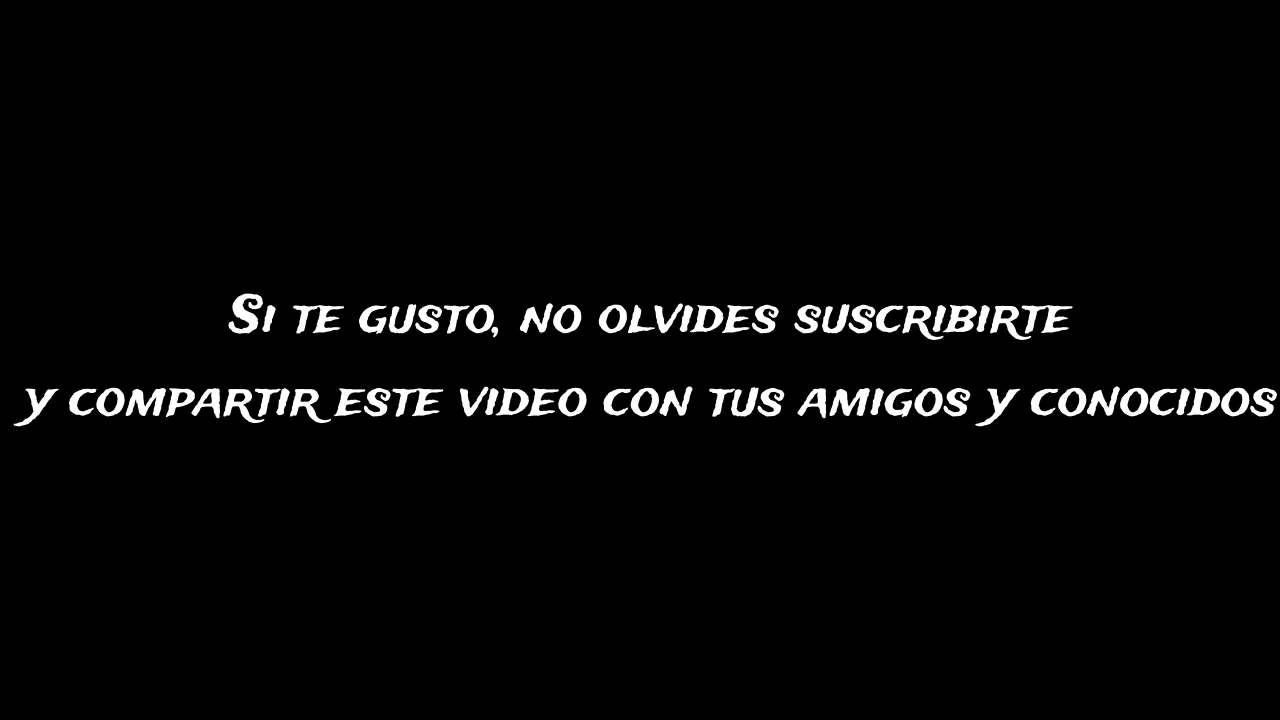 Si te gusto, no olvides suscribirte
y compartir este video con tus amigos y conocidos